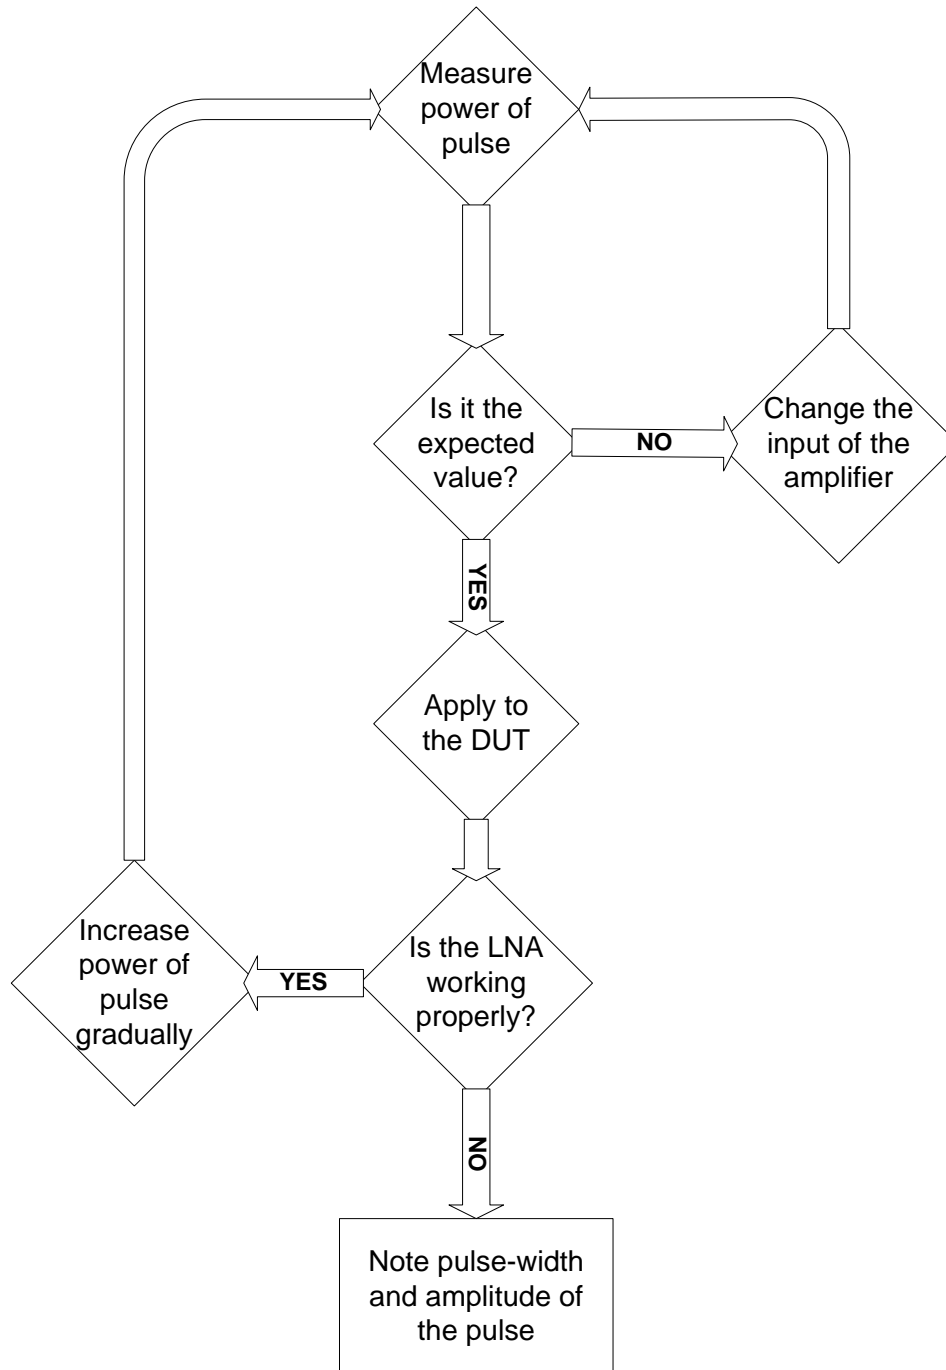 Measure
power of
pulse
Is it the
expected
value?
NO
Change the
input of the
amplifier
YES
Apply to
the DUT
Increase
power of
pulse
gradually
YES
Is the LNA
working
properly?
NO
Note pulse-width
and amplitude of
the pulse